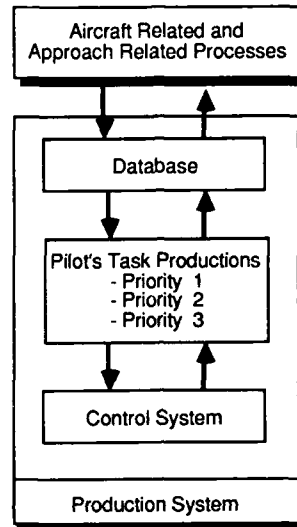 Aircraft Related and
Approach Related Processes
Database
Pilot's Task Productions
- Priority 1
- Priority 2
- Priority 3
Control System
Production System